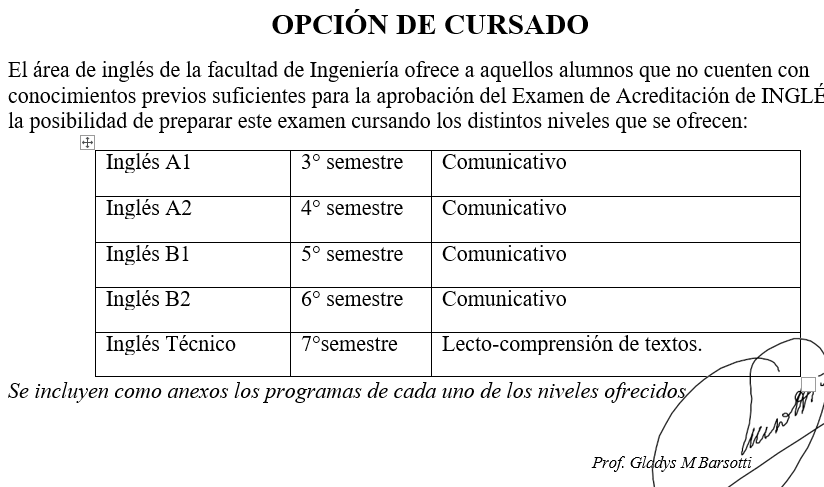 OPCIÓN DE CURSADO
El área de inglés de la facultad de Ingeniería ofrece a aquellos alumnos que no cuenten con
conocimientos previos suficientes para la aprobación del Examen de Acreditación de INGLÉ
la posibilidad de preparar este examen cursando los distintos niveles que se ofrecen:
Inglés A1 3° semestre Comunicativo
Inglés A2 4° semestre Comunicativo
Inglés B1 5° semestre Comunicativo
Inglés B2 6° semestre Comunicativo
Inglés Técnico 7°semestre Lecto-comprensión de textos.
Se incluyen como anexos los programas de cada uno de los niveles ofrecidos
Prof. Gladys M Barsotti